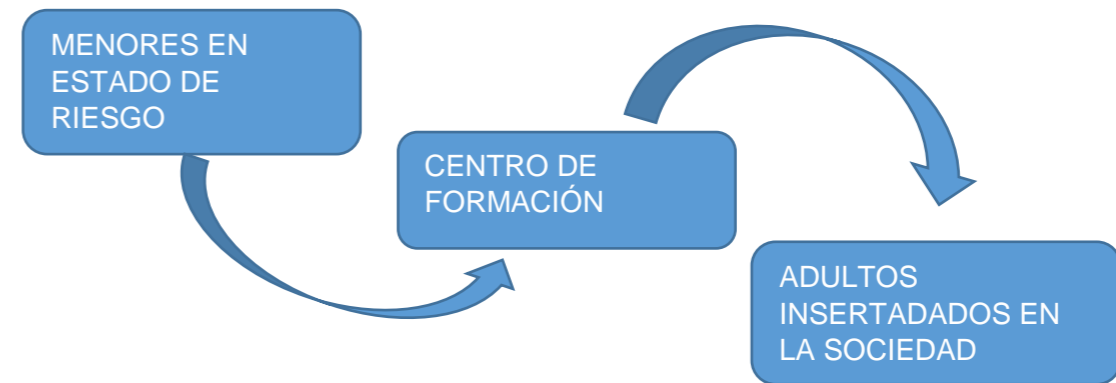 MENORES EN
ESTADO DE
RIESGO
CENTRO DE
FORMACIÓN
ADULTOS
INSERTADADOS EN
LA SOCIEDAD